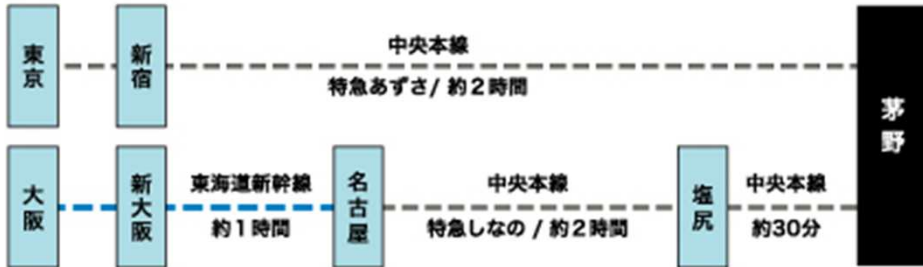 東京
新宿
中央本線
特急あずさ/ 約2時間
茅野
大阪
新大阪
東海道新幹線
約1時間
名古屋
中央本線
特急しなの / 約2時間
塩尻
中央本線
約30分